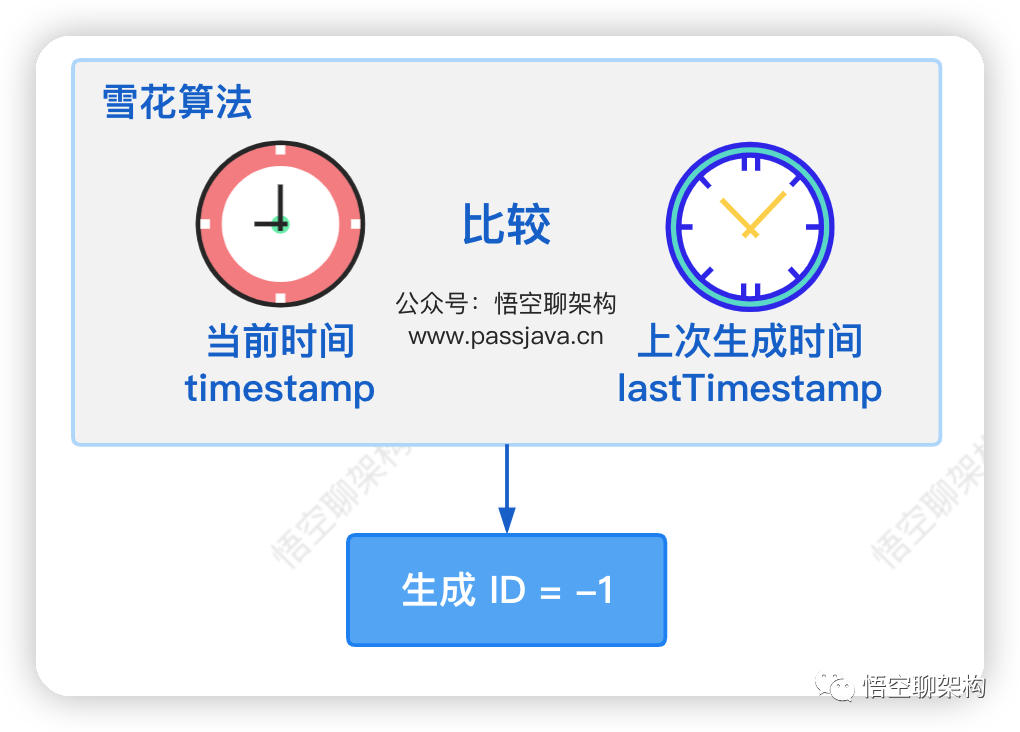 雪花算法
比较
公众号：悟空聊架构
www.passjava.cn
当前时间
timestamp
上次生成时间
lastTimestamp
悟空聊架构
悟空聊架构
生成 ID = –1
悟空聊架构